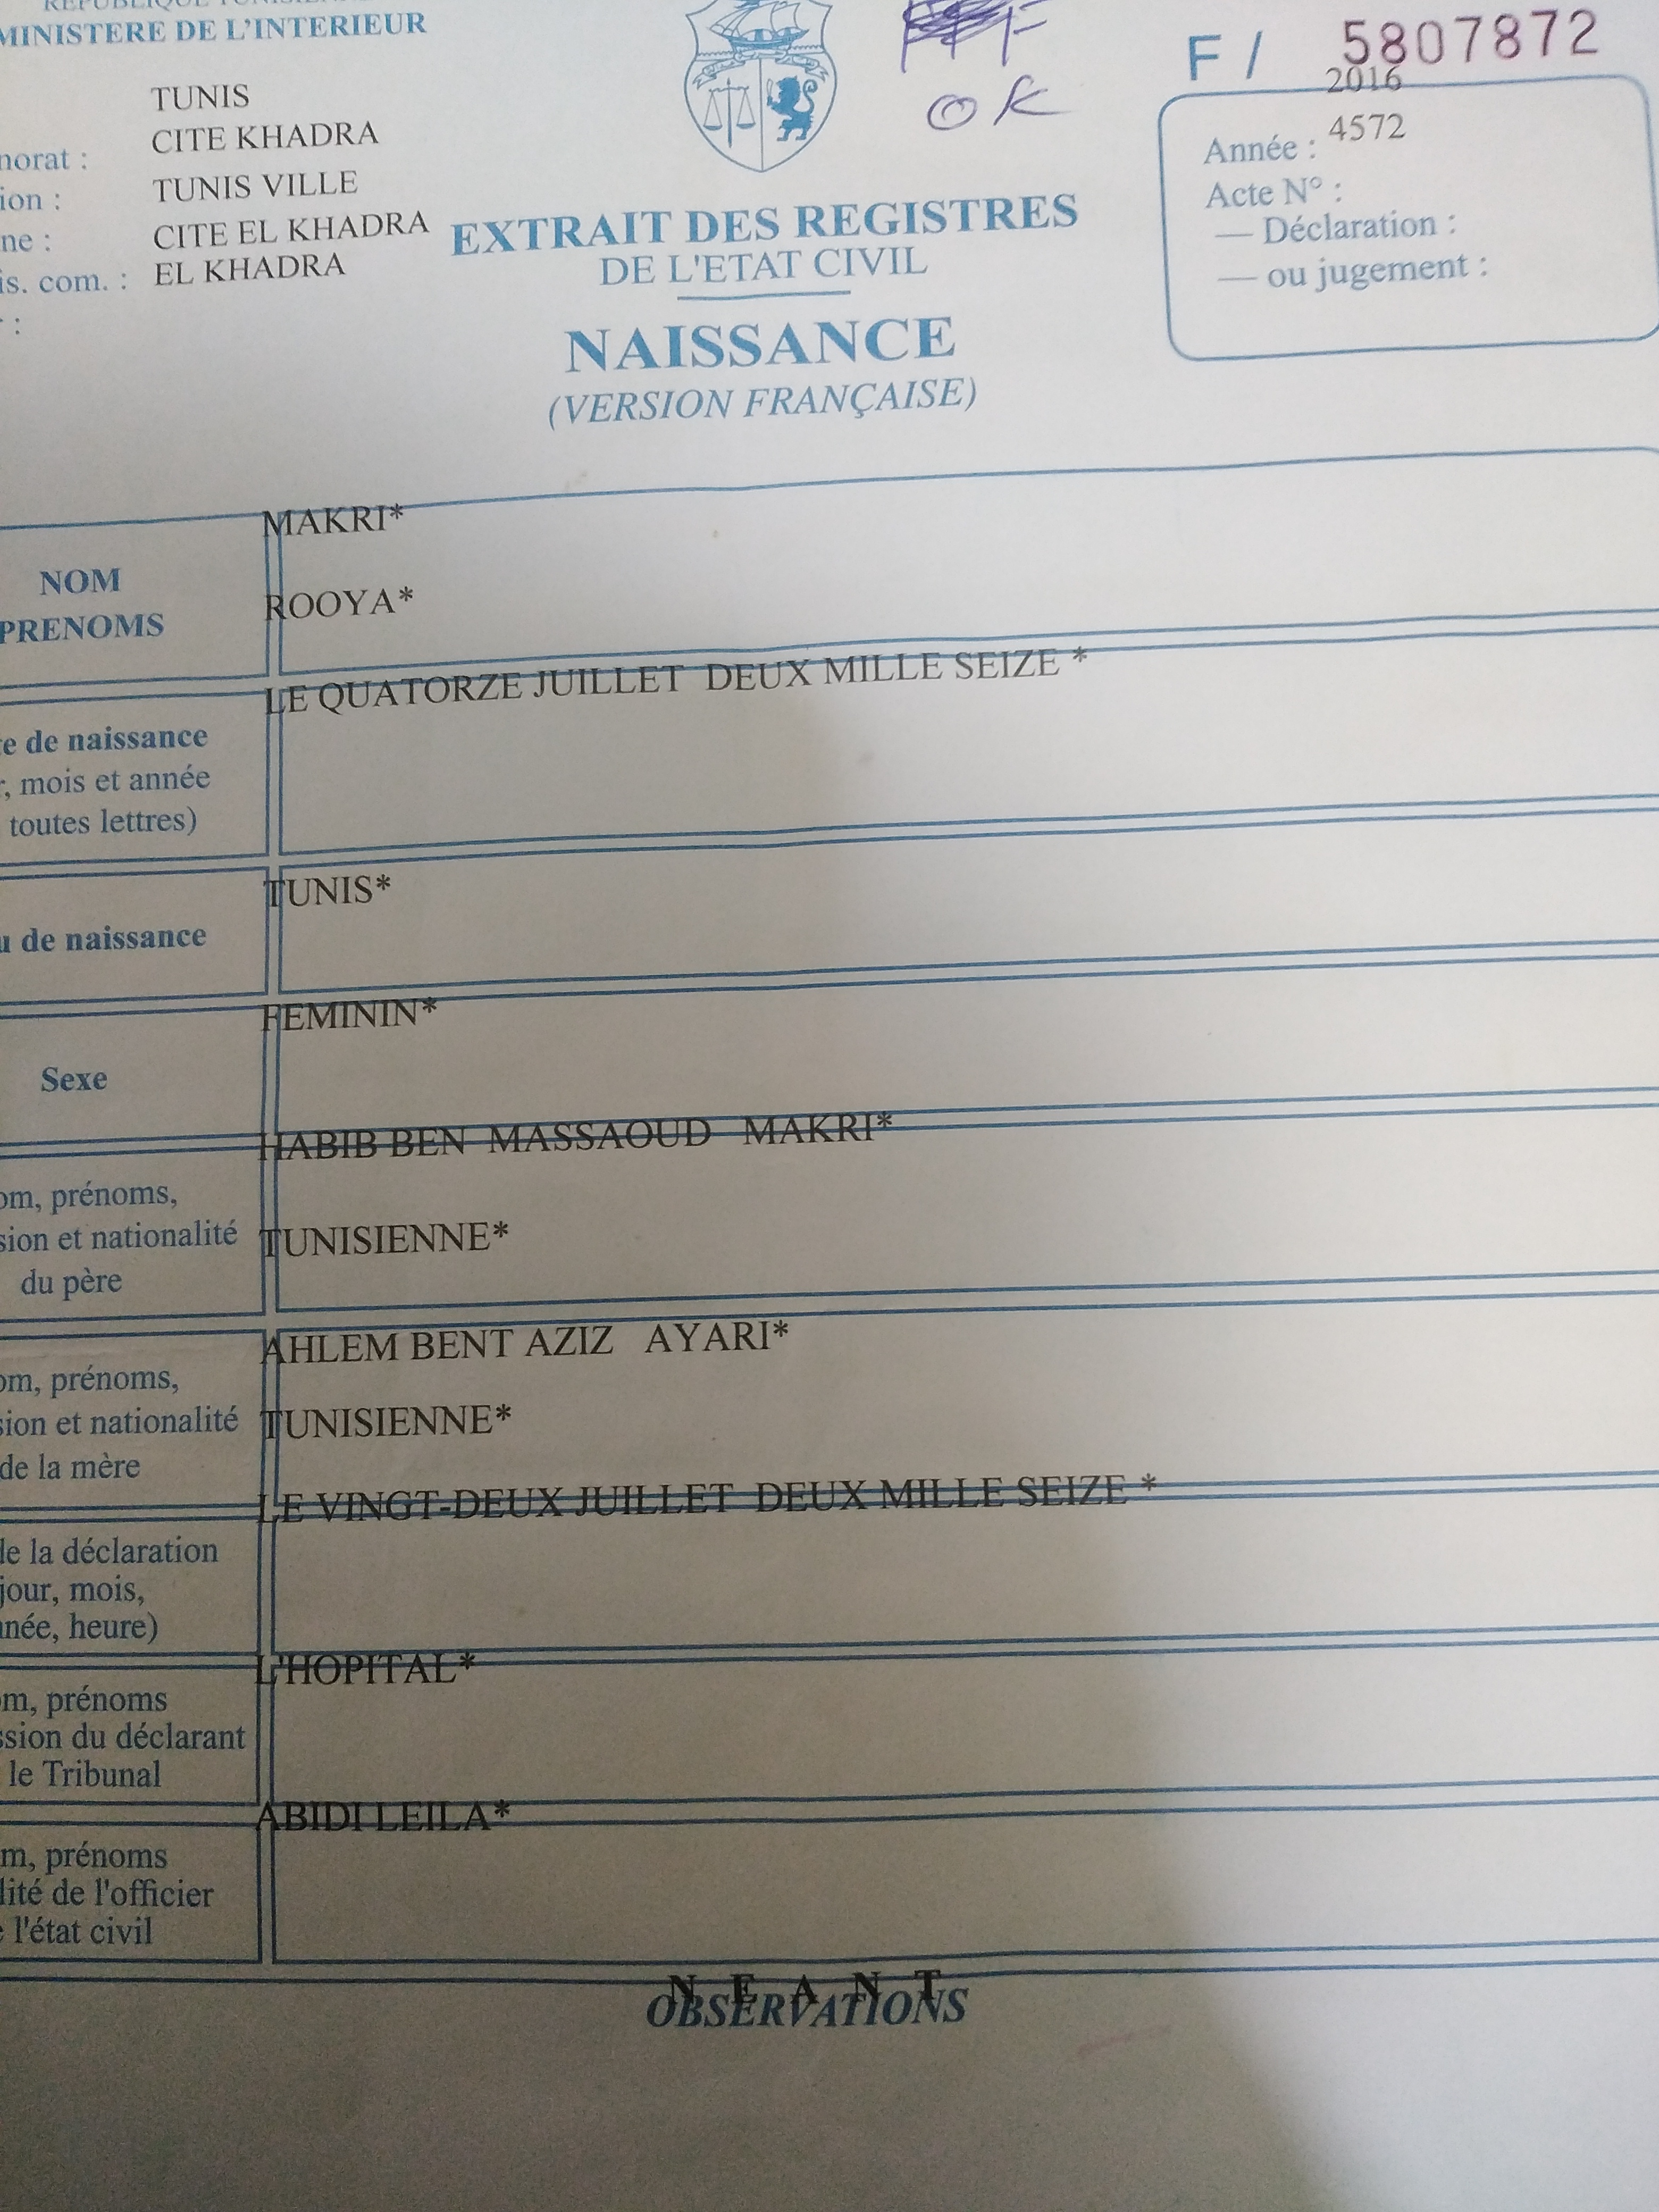 MINISTERE DE L'INTERIEUR
F / 5807872
OK
TUNIS
norat : CITE KHADRA
ion : TUNIS VILLE
ne : CITE EL KHADRA
is. com. : EL KHADRA
:
2016
Année : 4572
Acte N° :
— Déclaration :
— ou jugement :
EXTRAIT DES REGISTRES
DE L'ETAT CIVIL
NAISSANCE
(VERSION FRANÇAISE)
MAKRI*
NOM
PRENOMS
ROOYA*
LE QUATORZE JUILLET DEUX MILLE SEIZE *
e de naissance
, mois et année
toutes lettres)
TUNIS*
u de naissance
FEMININ*
Sexe
HABIB BEN MASSAOUD MAKRI*
om, prénoms,
sion et nationalité
du père
TUNISIENNE*
AHLEM BENT AZIZ AYARI*
om, prénoms,
sion et nationalité
de la mère
TUNISIENNE*
LE VINGT-DEUX JUILLET DEUX MILLE SEIZE *
de la déclaration
jour, mois,
née, heure)
L'HOPITAL*
m, prénoms
ssion du déclarant
le Tribunal
ABIDI LEILA*
m, prénoms
lité de l'officier
l'état civil
N E A N T
OBSERVATIONS